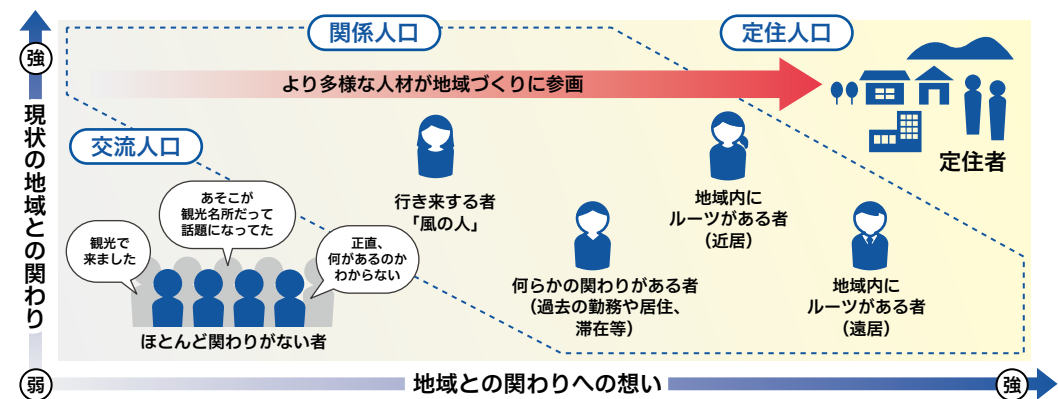 関係人口
定住人口
強
より多様な人材が地域づくりに参画
現状の地域との関わり
交流人口
定住者
あそこが
観光名所だって
話題になってた
観光で
来ました
正直、
何があるのか
わからない
ほとんど関わりがない者
行き来する者
「風の人」
何らかの関わりがある者
（過去の勤務や居住、
滞在等）
地域内に
ルーツがある者
（近居）
地域内に
ルーツがある者
（遠居）
弱
地域との関わりへの想い
強